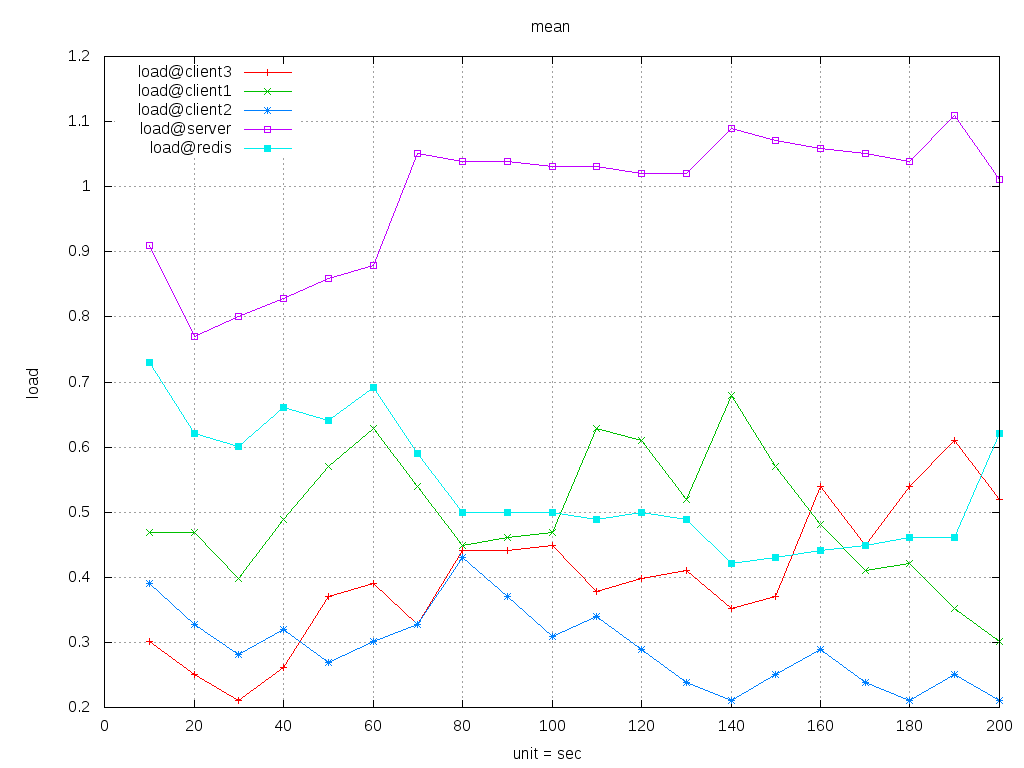 mean
1.2
1.1
1
0.9
0.8
0.7
0.6
0.5
0.4
0.3
0.2
load
load@client3
load@client1
load@client2
load@server
load@redis
0 20 40 60 80 100 120 140 160 180 200
unit = sec